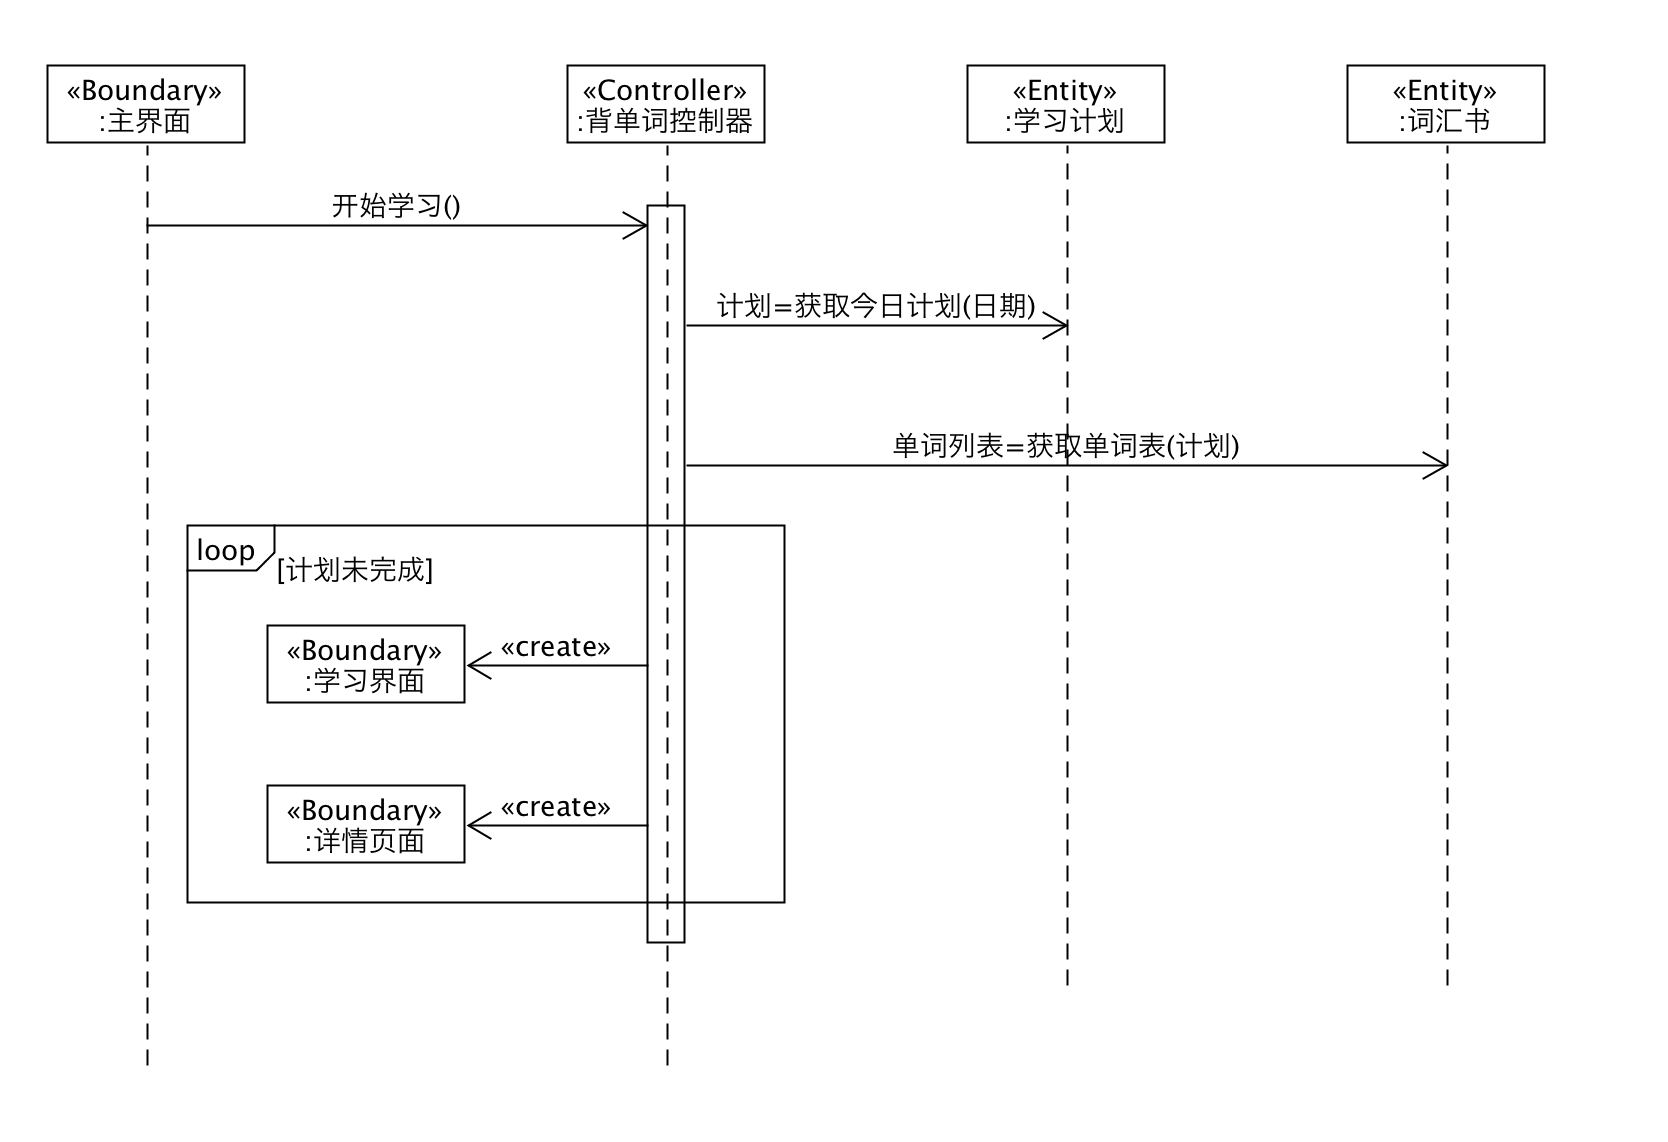 «Boundary»
:主界面
«Controller»
:背单词控制器
«Entity»
:学习计划
«Entity»
:词汇书
开始学习()
计划=获取今日计划(日期)
单词列表=获取单词表(计划)
loop
[计划未完成]
«Boundary»
:学习界面
«create»
«Boundary»
:详情页面
«create»